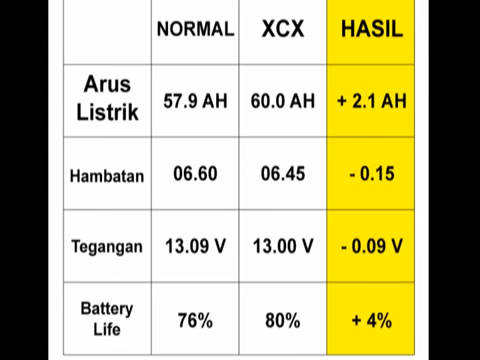 NORMAL XCX HASIL
Arus
Listrik 57.9 AH 60.0 AH + 2.1 AH
Hambatan 06.60 06.45 - 0.15
Tegangan 13.09 V 13.00 V - 0.09 V
Battery
Life 76% 80% + 4%